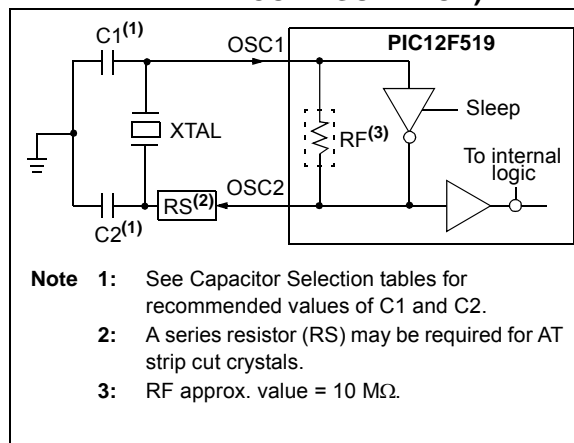 C1(1)
OSC1
PIC12F519
Sleep
XTAL
RF(3)
To internal
logic
OSC2
RS(2)
C2(1)
Note 1: See Capacitor Selection tables for
recommended values of C1 and C2.
2: A series resistor (RS) may be required for AT
strip cut crystals.
3: RF approx. value = 10 MΩ.